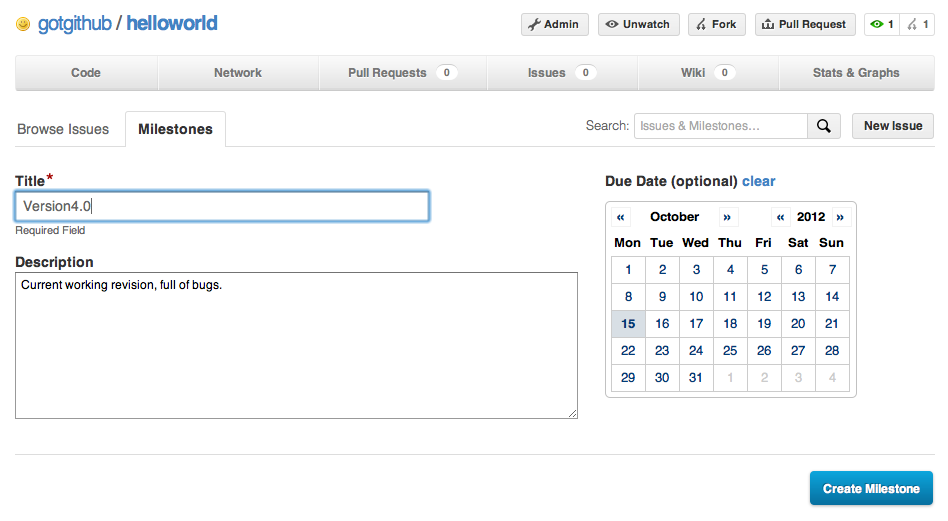 gotgithub / helloworld
Admin Unwatch Fork Pull Request 1 1
Code Network Pull Requests 0 Issues 0 Wiki 0 Stats & Graphs
Browse Issues Milestones Search: Issues & Milestones... New Issue
Title*
Version4.0
Required Field
Description
Current working revision, full of bugs.
Due Date (optional) clear
« October » « 2012 »
Mon Tue Wed Thu Fri Sat Sun
1 2 3 4 5 6 7
8 9 10 11 12 13 14
15 16 17 18 19 20 21
22 23 24 25 26 27 28
29 30 31 1 2 3 4
Create Milestone